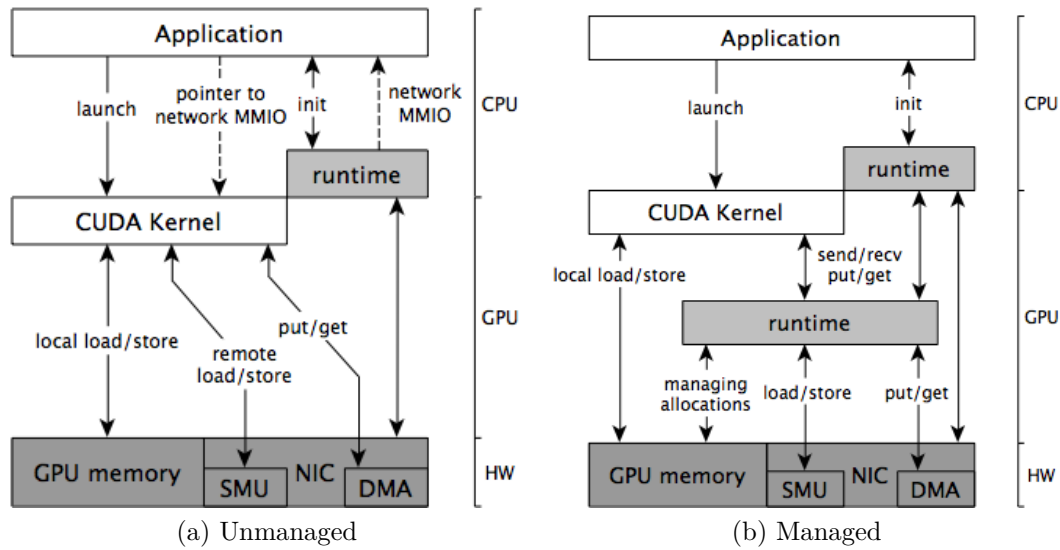 Application
launch
pointer to
network MMIO
init
network
MMIO
CPU
runtime
CUDA Kernel
local load/store
remote
load/store
put/get
GPU
GPU memory
SMU
NIC
DMA
HW
(a) Unmanaged
Application
launch
init
CPU
runtime
CUDA Kernel
local load/store
send/recv
put/get
GPU
runtime
managing
allocations
load/store
put/get
GPU memory
SMU
NIC
DMA
HW
(b) Managed